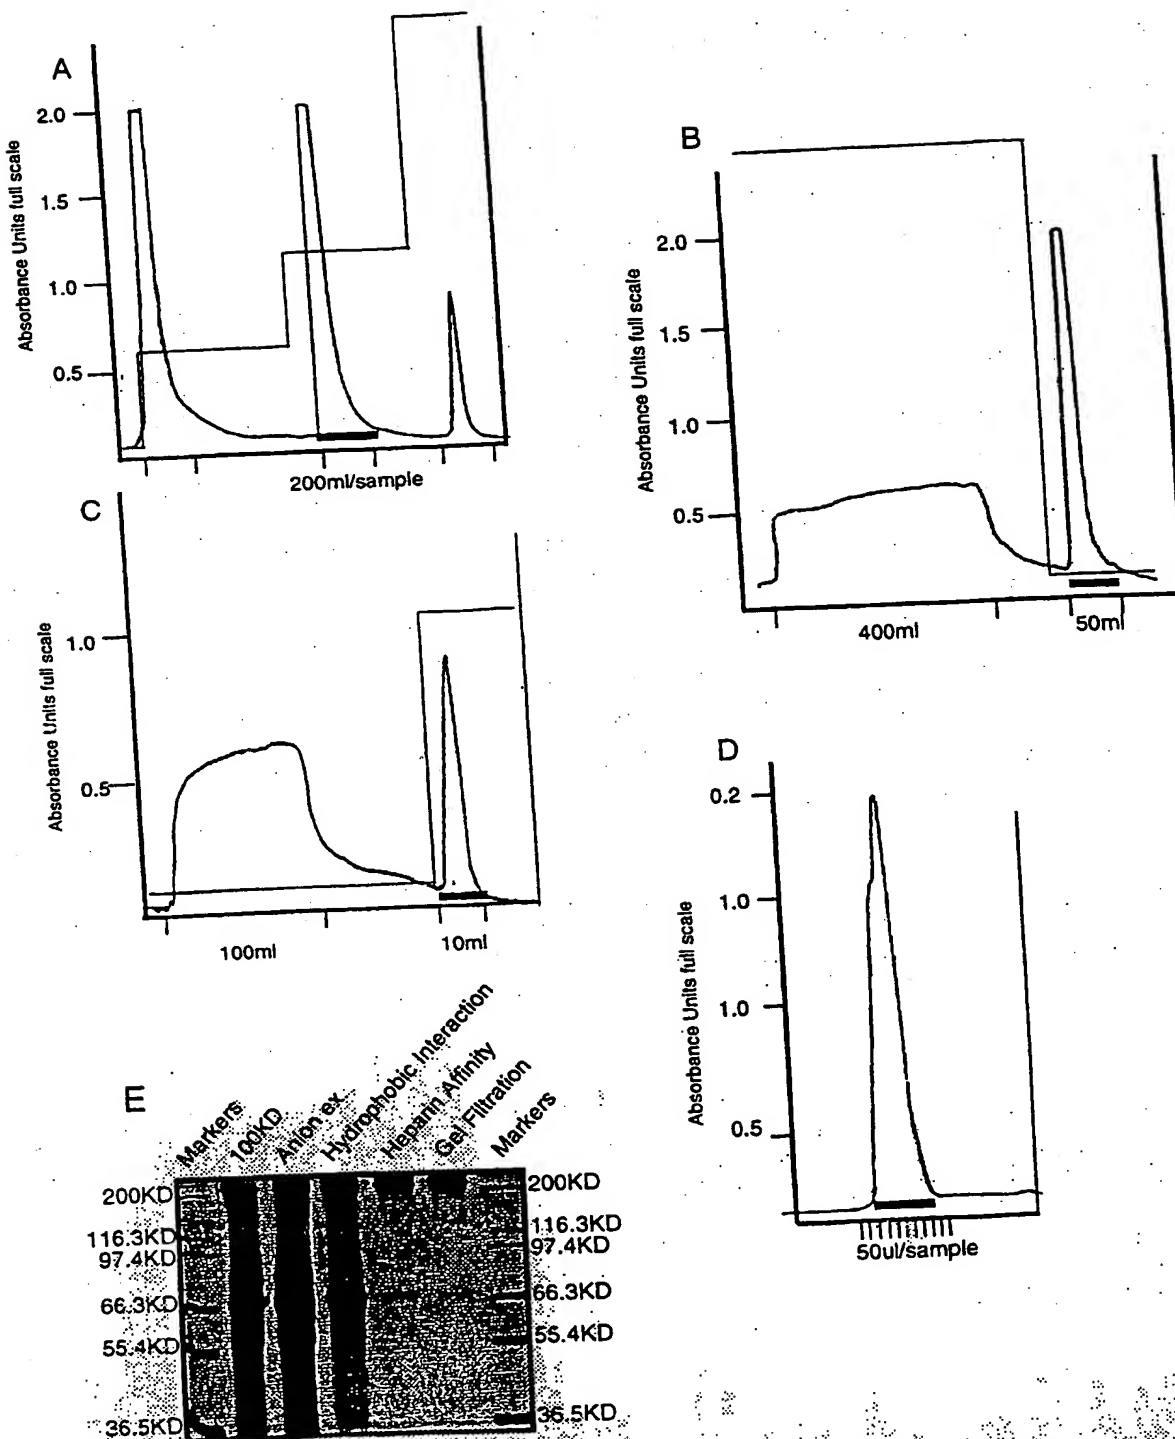 A
Absorbance Units full scale
2.0
1.5
1.0
0.5
200ml/sample
B
Absorbance Units full scale
2.0
1.5
1.0
0.5
400ml
50ml
C
Absorbance Units full scale
1.0
0.5
100ml
10ml
D
Absorbance Units full scale
0.2
1.0
1.0
0.5
50ul/sample
E
Markers
100KD
Anion ex.
Hydrophobic Interaction
Heparin Affinity
Gel Filtration
Markers
200KD
116.3KD
97.4KD
66.3KD
55.4KD
36.5KD
200KD
116.3KD
97.4KD
66.3KD
55.4KD
36.5KD